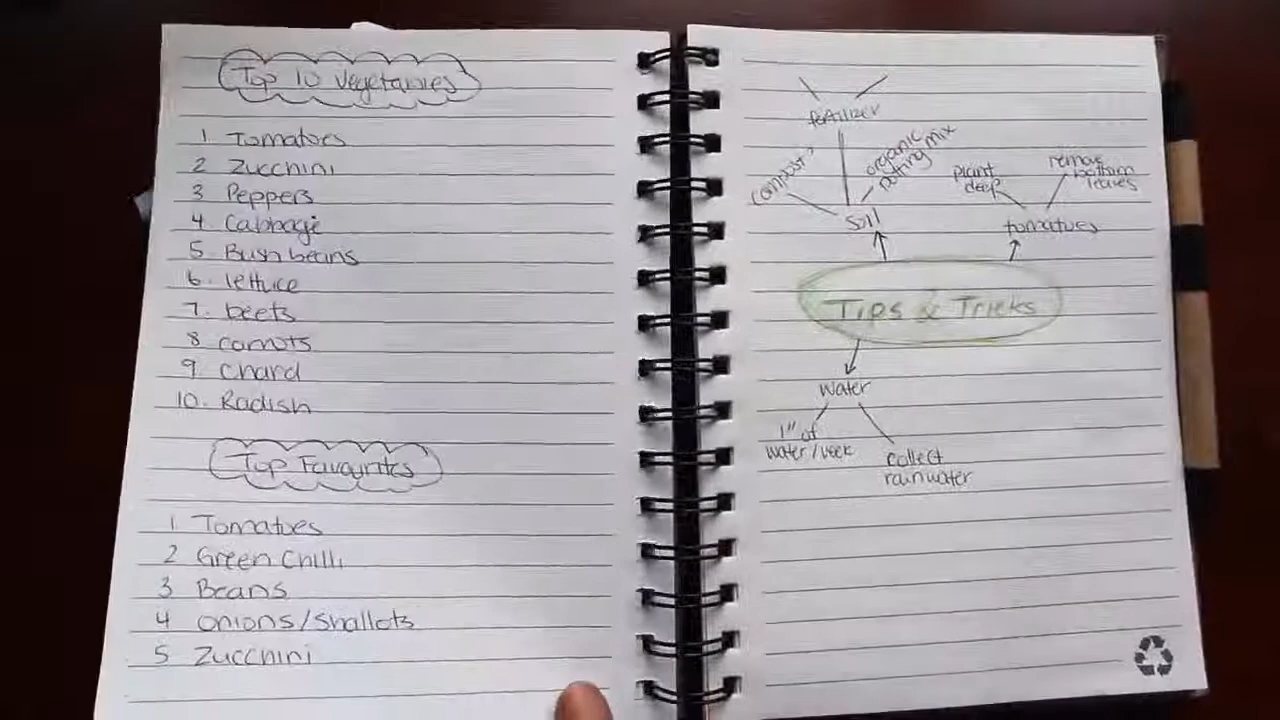 Top 10 Vegetables
1 Tomatoes
2 Zucchini
3 Peppers
4. Cabbage
5. Bush beans
6. lettuce
7. beets
8 carrots
9. Chard
10. Radish
Top Favourites
1 Tomatoes
2 Green Chilli
3 Beans
4 onions/Shallots
5 Zucchini
fertilizer
compost
organic
potting mix
Soil
plant
deep
remove
bottom
leaves
tomatoes
Tips & Tricks
Water
1" of
water/week
collect
rainwater